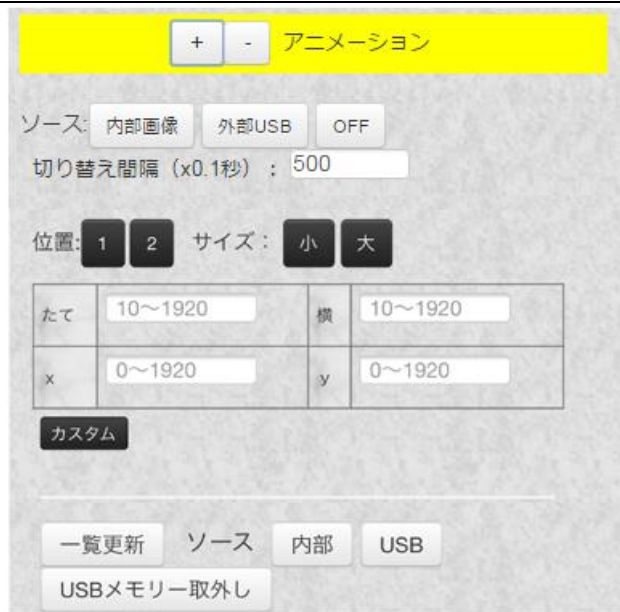 + - アニメーション
ソース: 内部画像 外部USB OFF
切り替え間隔（x0.1秒）: 500
位置: 1 2 サイズ： 小 大
たて 10～1920 横 10～1920
x 0～1920 y 0～1920
カスタム
一覧更新 ソース 内部 USB
USBメモリー取外し